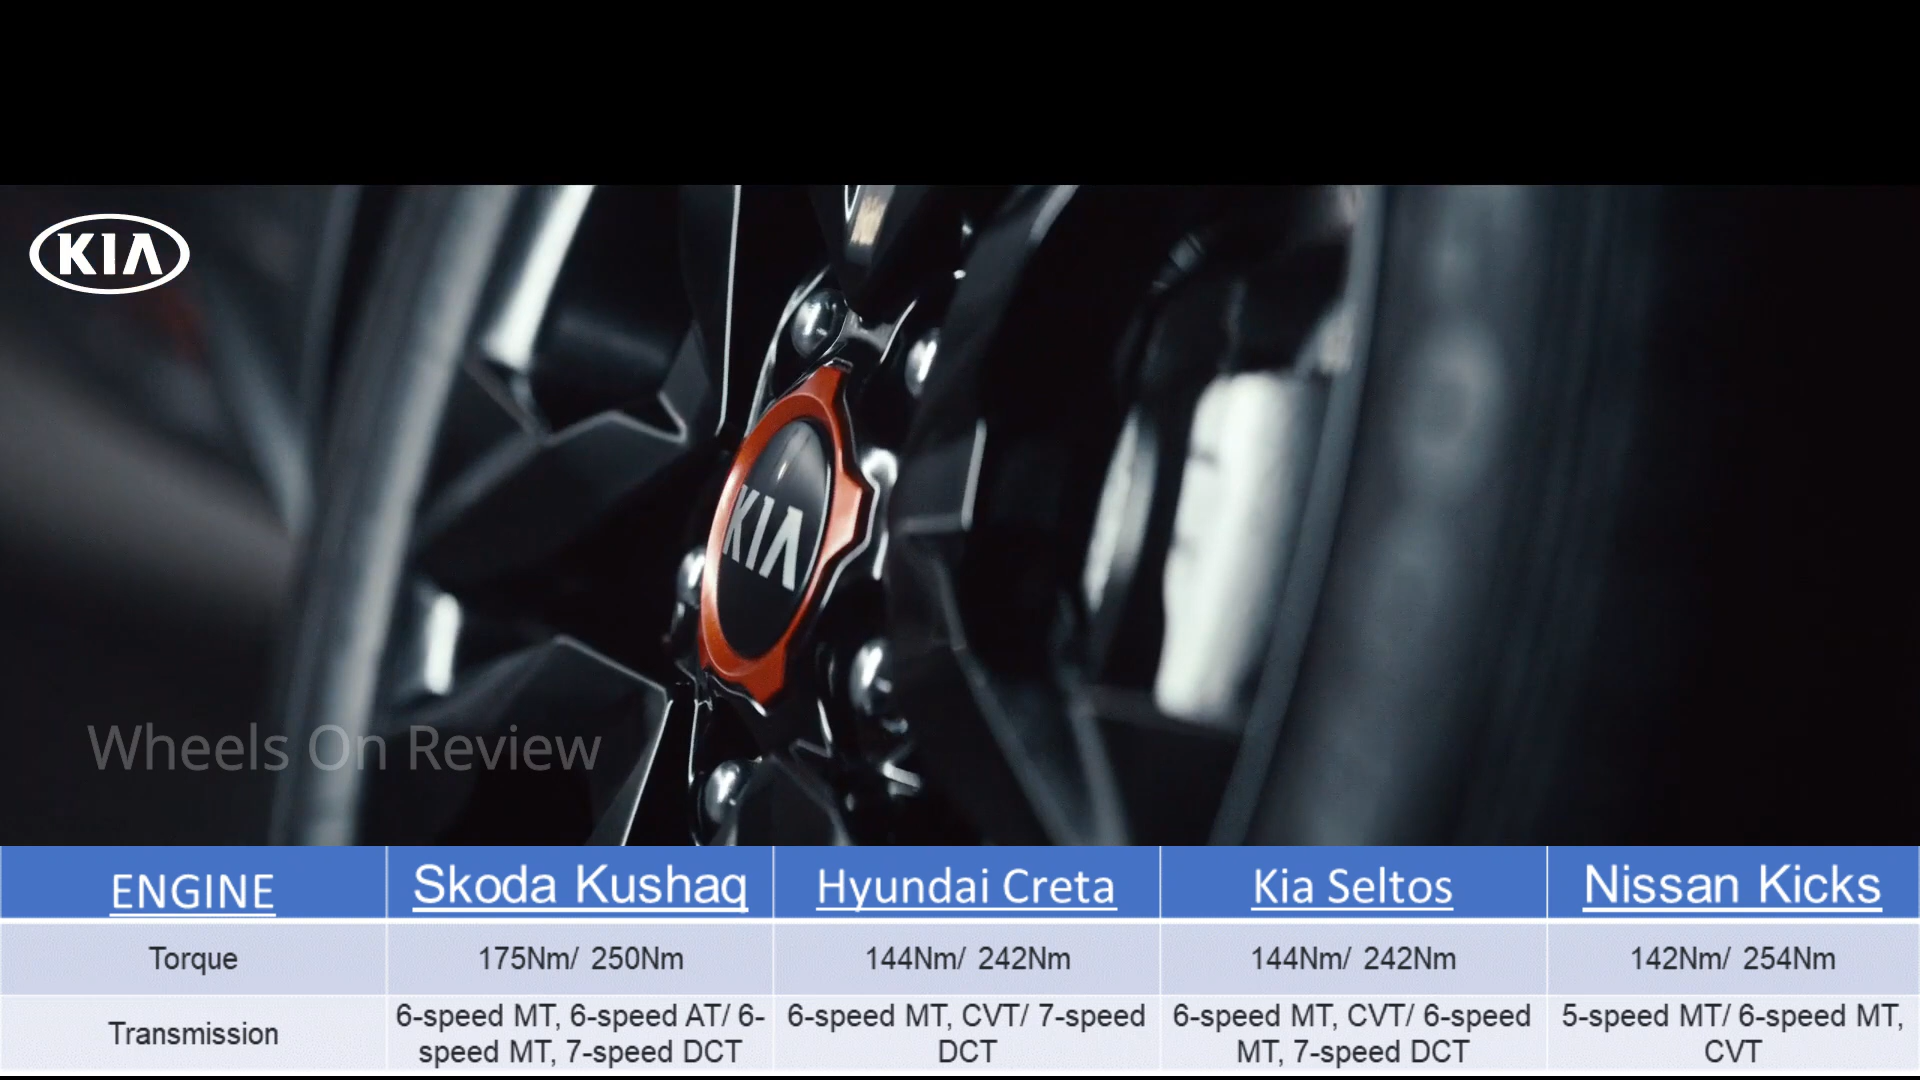 KIA
KIA
Wheels On Review
ENGINE Skoda Kushaq Hyundai Creta Kia Seltos Nissan Kicks
Torque 175Nm/ 250Nm 144Nm/ 242Nm 144Nm/ 242Nm 142Nm/ 254Nm
Transmission
6-speed MT, 6-speed AT/ 6-
speed MT, 7-speed DCT
6-speed MT, CVT/ 7-speed
DCT
6-speed MT, CVT/ 6-speed
MT, 7-speed DCT
5-speed MT/ 6-speed MT,
CVT